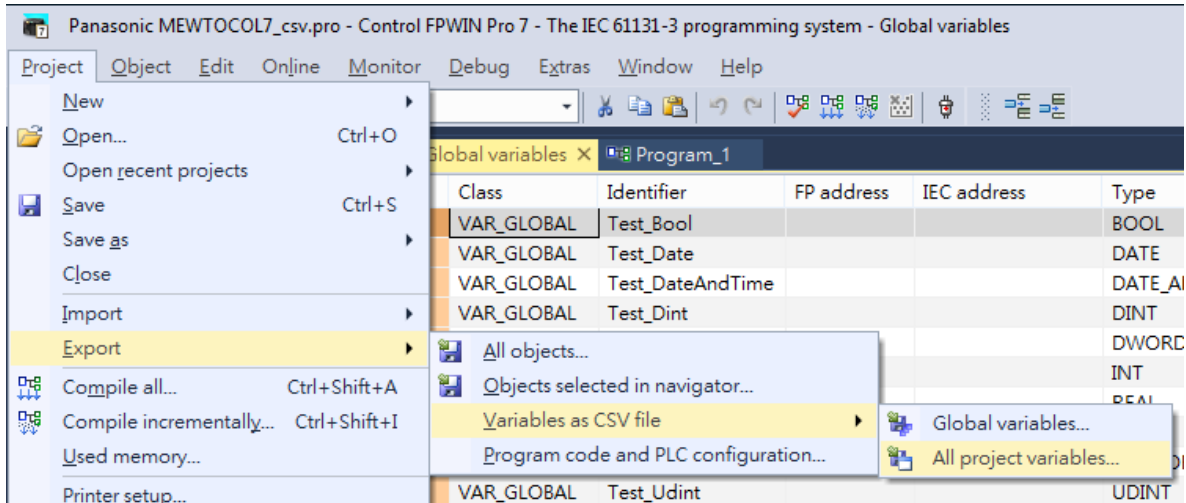 Panasonic MEWTOCOL7_csv.pro - Control FPWIN Pro 7 - The IEC 61131-3 programming system - Global variables
Project Object Edit Online Monitor Debug Extras Window Help
New
Open... Ctrl+O
Open recent projects
Save Ctrl+S
Save as
Close
Import
Export
Compile all... Ctrl+Shift+A
Compile incrementally... Ctrl+Shift+I
Used memory...
Printer setup...
Global variables Program_1
Class Identifier FP address IEC address Type
VAR_GLOBAL Test_Bool BOOL
VAR_GLOBAL Test_Date DATE
VAR_GLOBAL Test_DateAndTime DATE_A
VAR_GLOBAL Test_Dint DINT
DWORD
INT
REAL
All objects...
Objects selected in navigator...
Variables as CSV file
Program code and PLC configuration...
Global variables...
All project variables...
VAR_GLOBAL Test_Udint UDINT